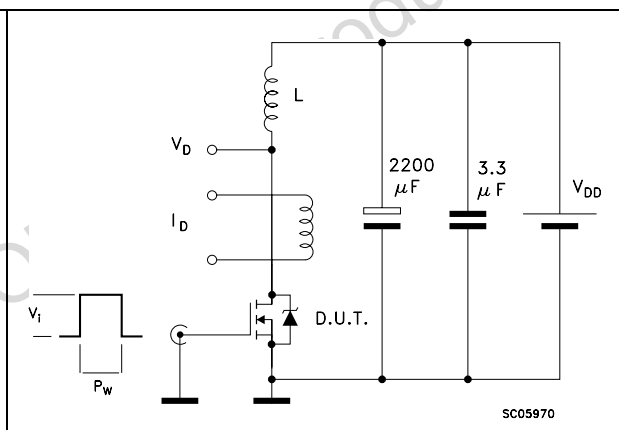 L
V_D
2200
μF
3.3
μF
V_DD
I_D
D.U.T.
V_i
P_W
SC05970